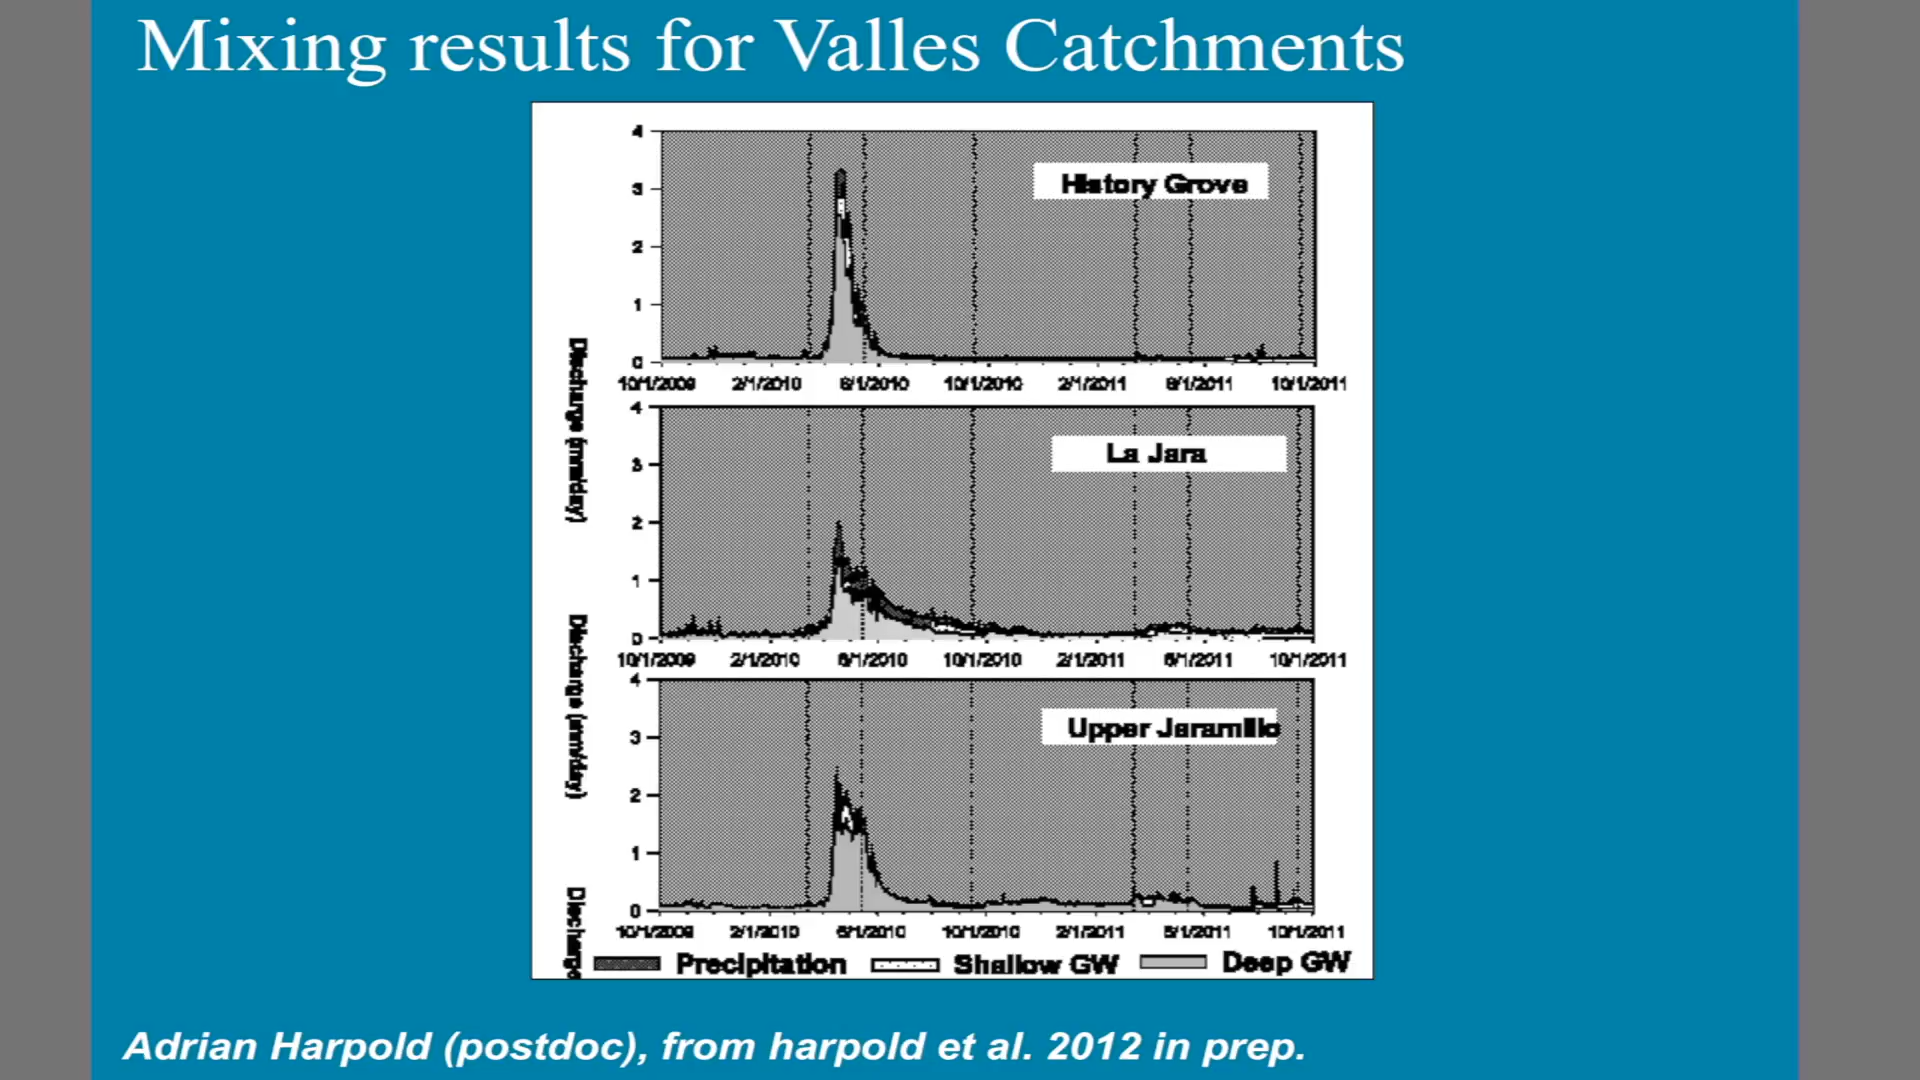 Mixing results for Valles Catchments
History Grove
4
3
2
1
0
10/1/2009 2/1/2010 6/1/2010 10/1/2010 2/1/2011 6/1/2011 10/1/2011
Discharge (mm/day)
La Jara
4
3
2
1
0
10/1/2009 2/1/2010 6/1/2010 10/1/2010 2/1/2011 6/1/2011 10/1/2011
Discharge (mm/day)
Upper Jaramillo
4
3
2
1
0
10/1/2009 2/1/2010 6/1/2010 10/1/2010 2/1/2011 6/1/2011 10/1/2011
Discharge
Precipitation Shallow GW Deep GW
Adrian Harpold (postdoc), from harpold et al. 2012 in prep.